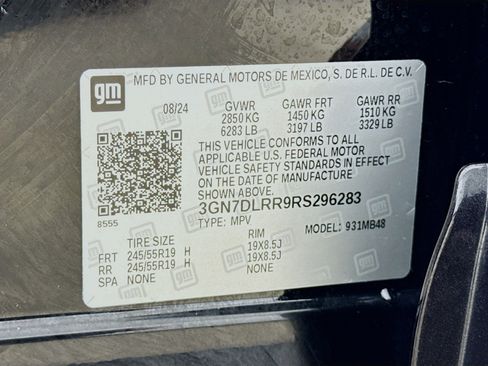 gm
MFD BY GENERAL MOTORS DE MEXICO, S. DE R.L. DE C.V.
08/24 GVWR GAWR FRT GAWR RR
2850 KG 1450 KG 1510 KG
6283 LB 3197 LB 3329 LB
THIS VEHICLE CONFORMS TO ALL
APPLICABLE U.S. FEDERAL MOTOR
VEHICLE SAFETY STANDARDS IN EFFECT
ON THE DATE OF MANUFACTURE
SHOWN ABOVE.
3GN7DLRR9RS296283
8555 TYPE: MPV MODEL: 931MB48
TIRE SIZE RIM
FRT 245/55R19 H 19X8.5J
RR 245/55R19 H 19X8.5J
SPA NONE NONE